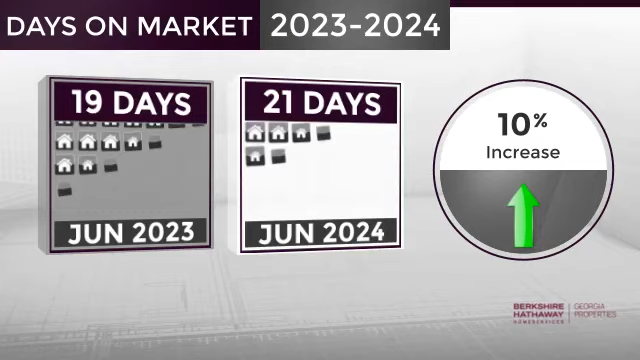 DAYS ON MARKET 2023-2024
19 DAYS
JUN 2023
21 DAYS
JUN 2024
10%
Increase
BERKSHIRE
HATHAWAY
HOMESERVICES
GEORGIA
PROPERTIES